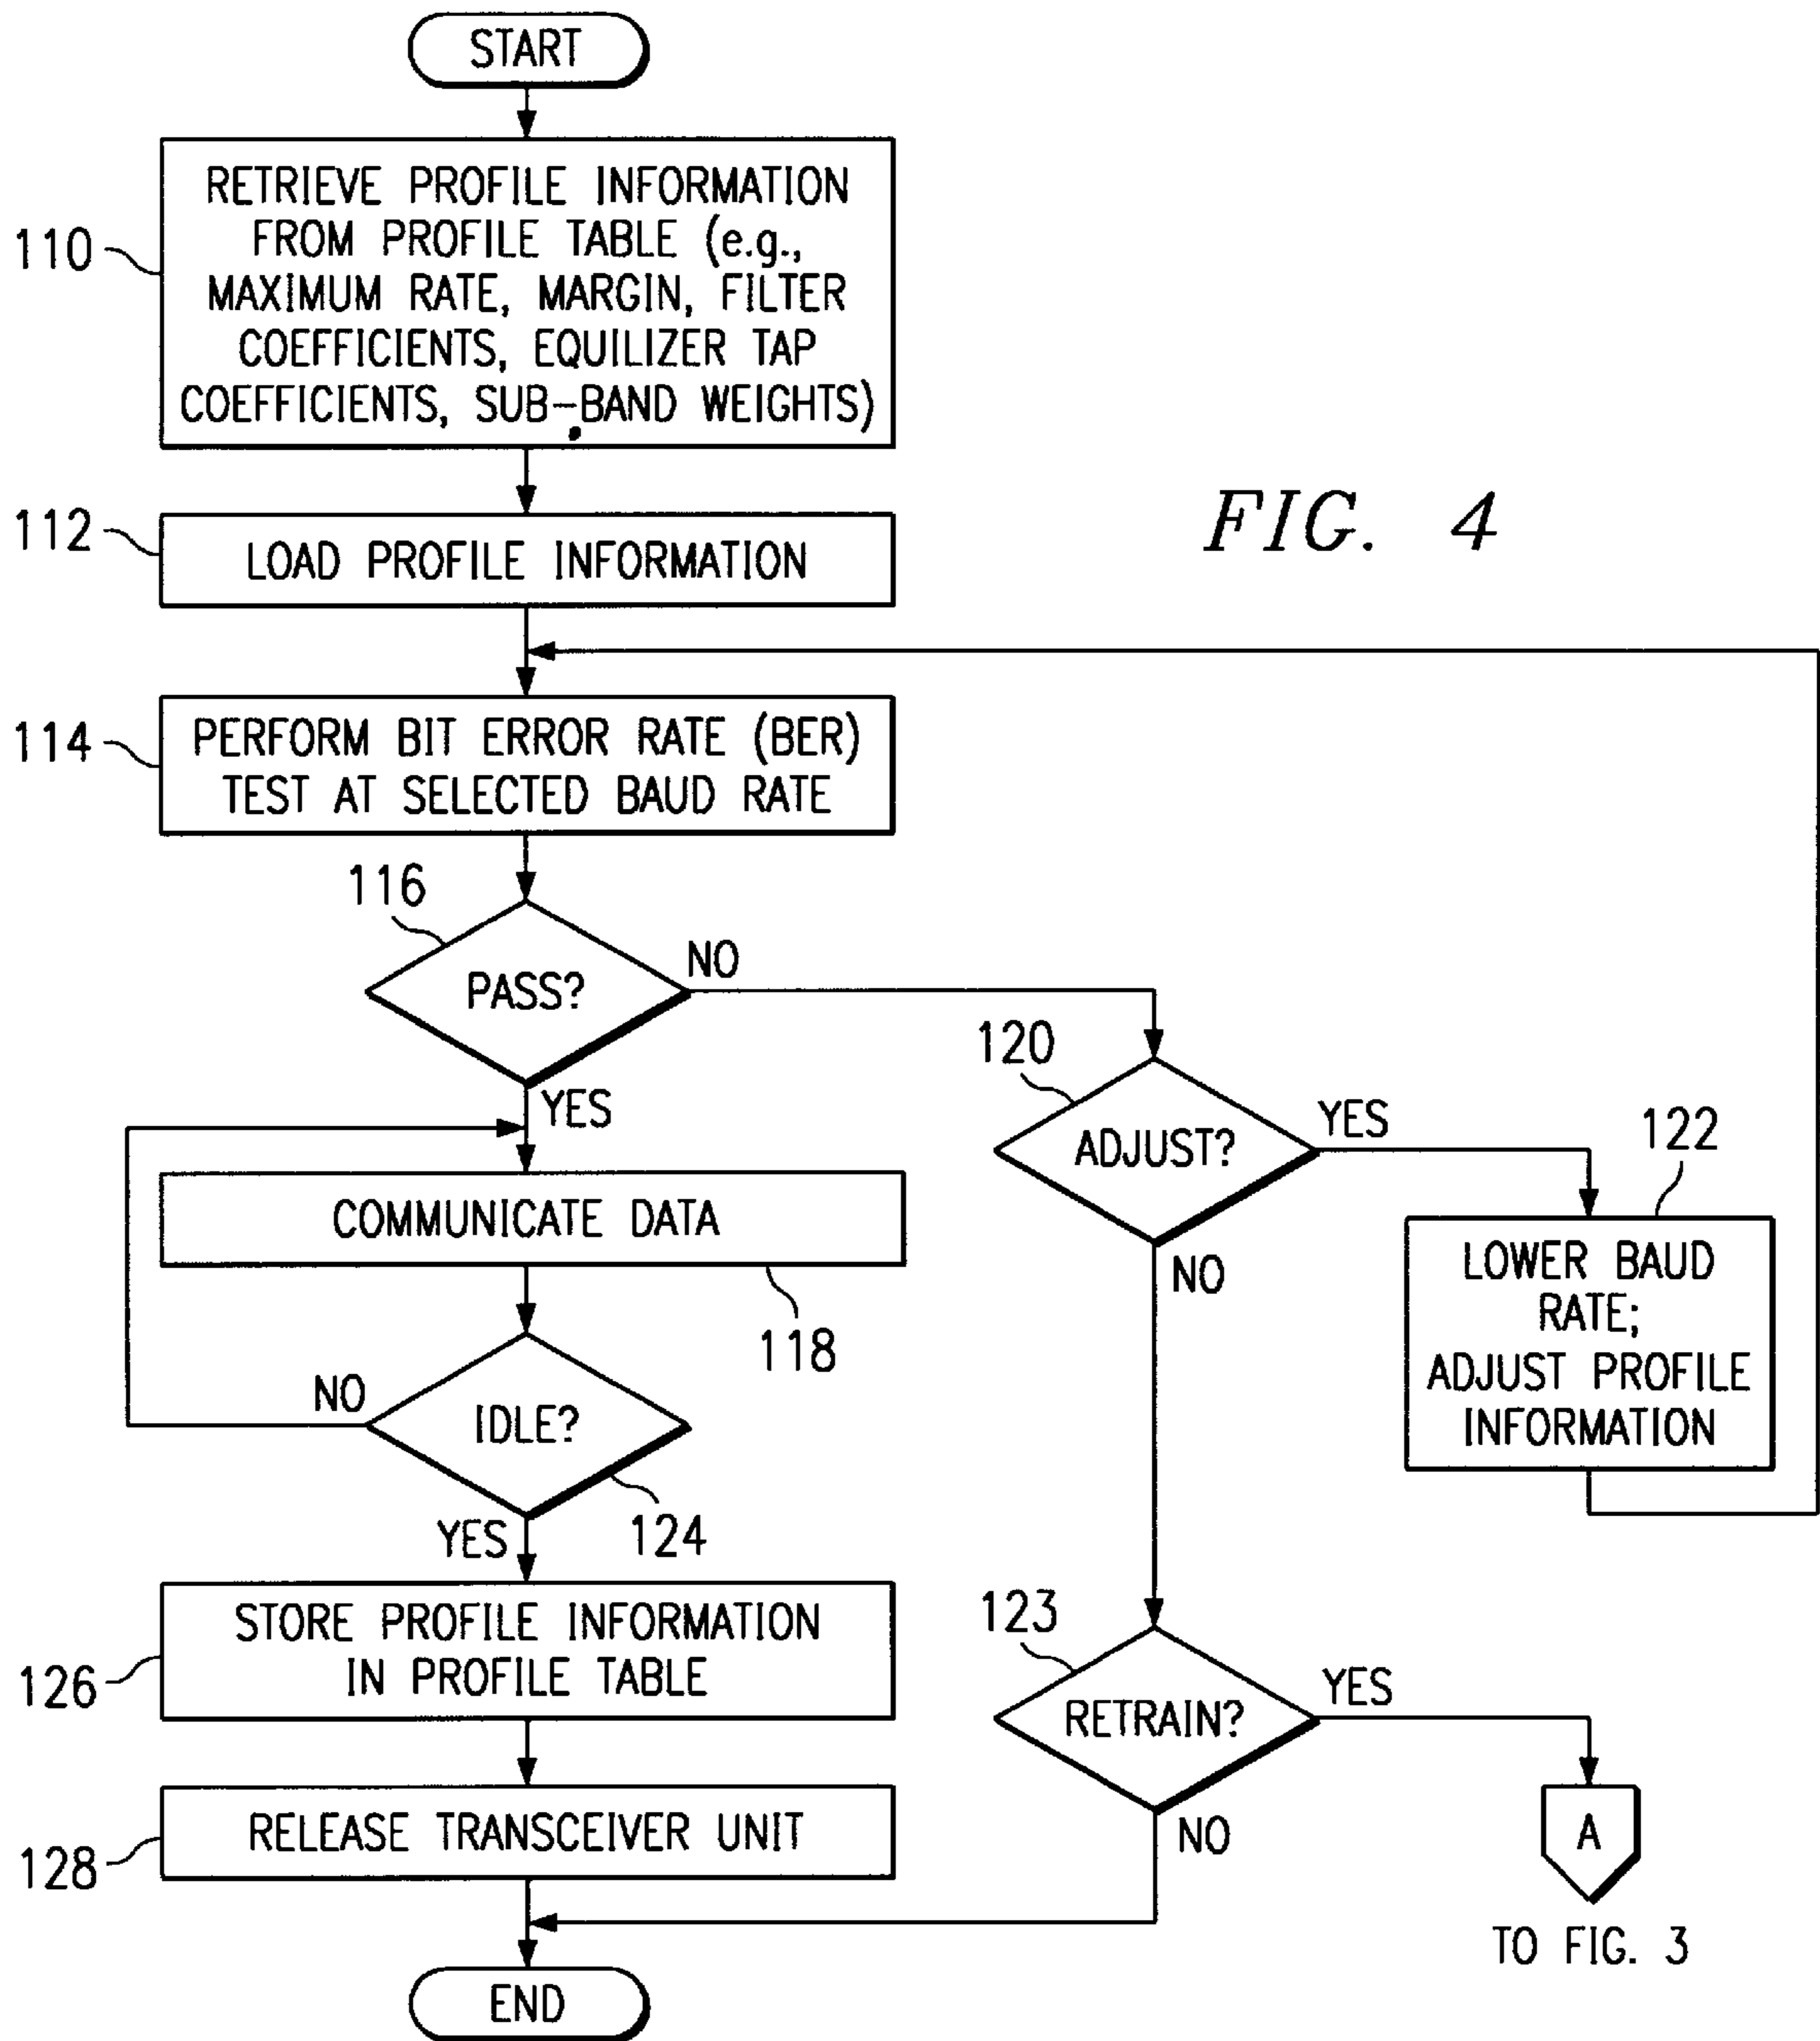 START
110
RETRIEVE PROFILE INFORMATION
FROM PROFILE TABLE (e.g.,
MAXIMUM RATE, MARGIN, FILTER
COEFFICIENTS, EQUILIZER TAP
COEFFICIENTS, SUB-BAND WEIGHTS)
FIG. 4
112
LOAD PROFILE INFORMATION
114
PERFORM BIT ERROR RATE (BER)
TEST AT SELECTED BAUD RATE
116
PASS?
NO
YES
120
ADJUST?
YES
NO
122
LOWER BAUD
RATE;
ADJUST PROFILE
INFORMATION
COMMUNICATE DATA
118
IDLE?
NO
YES
124
126
STORE PROFILE INFORMATION
IN PROFILE TABLE
123
RETRAIN?
YES
NO
A
TO FIG. 3
128
RELEASE TRANSCEIVER UNIT
END